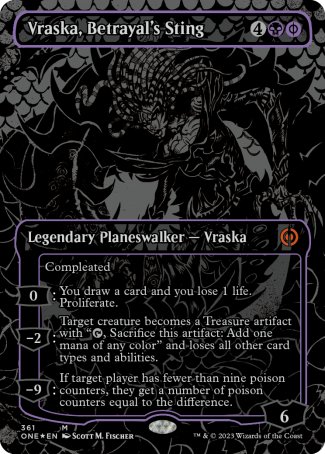 Vraska, Betrayal's Sting 4
Legendary Planeswalker — Vraska
Compleated
0 : You draw a card and you lose 1 life.
Proliferate.
-2 : Target creature becomes a Treasure artifact
with “, Sacrifice this artifact: Add one
mana of any color” and loses all other card
types and abilities.
-9 : If target player has fewer than nine poison
counters, they get a number of poison
counters equal to the difference.
6
361 M
ONE★EN Scott M. Fischer
™ & © 2023 Wizards of the Coast